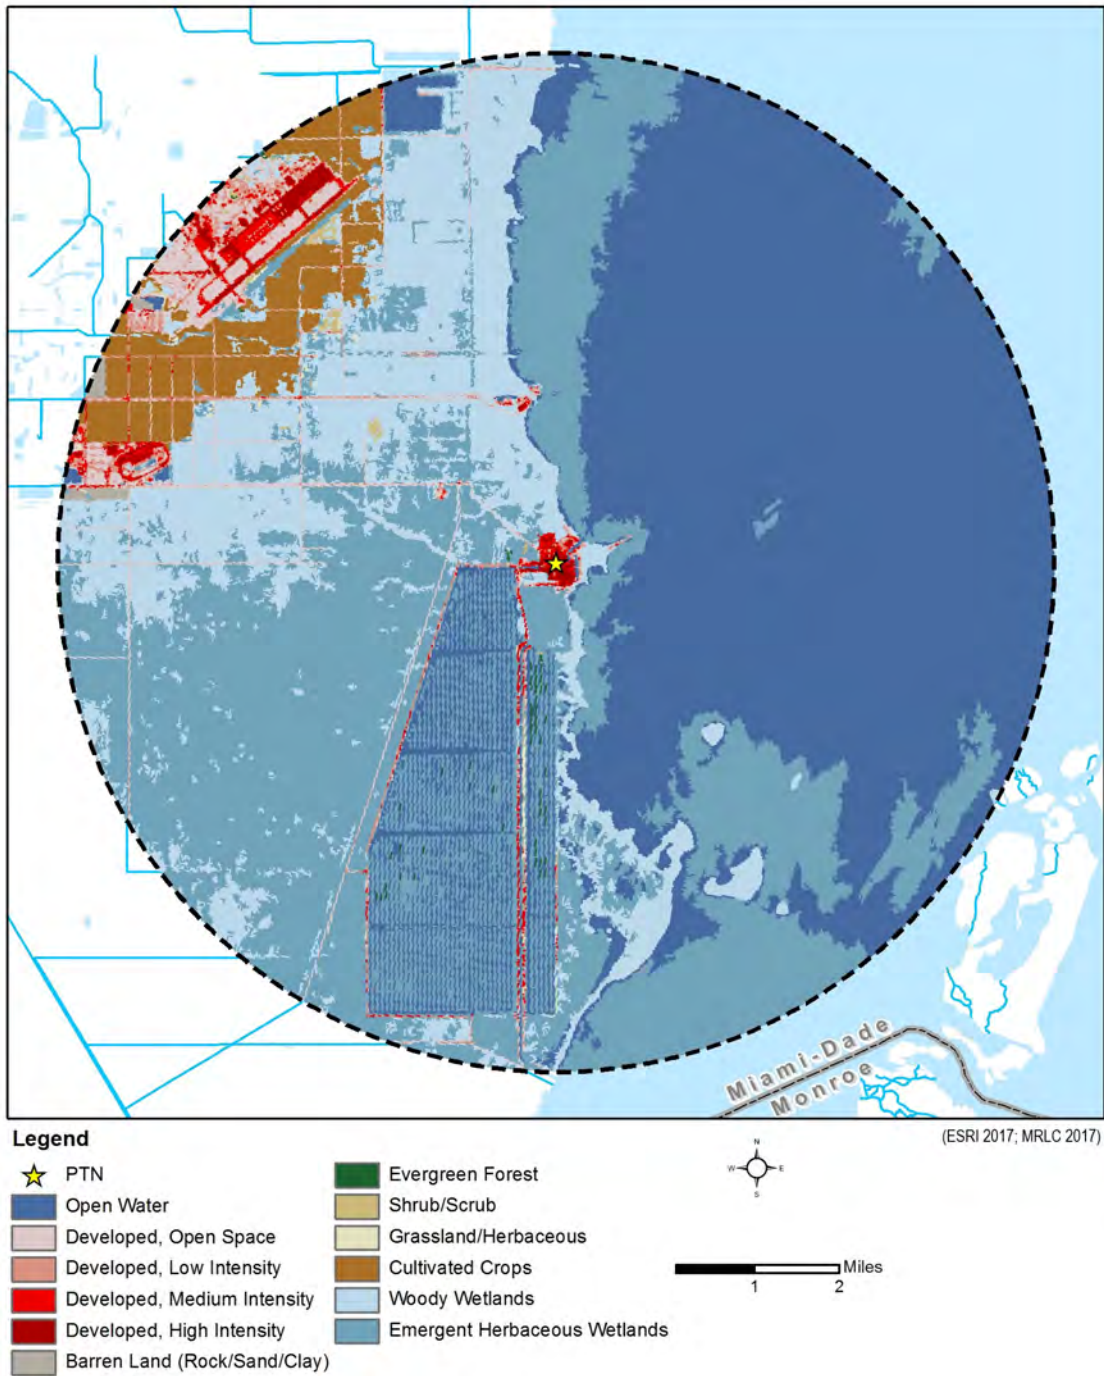 Miami-Dade
Monroe
Legend
(ESRI 2017; MRLC 2017)
PTN
Open Water
Developed, Open Space
Developed, Low Intensity
Developed, Medium Intensity
Developed, High Intensity
Barren Land (Rock/Sand/Clay)
Evergreen Forest
Shrub/Scrub
Grassland/Herbaceous
Cultivated Crops
Woody Wetlands
Emergent Herbaceous Wetlands
N
W E
S
Miles
1 2